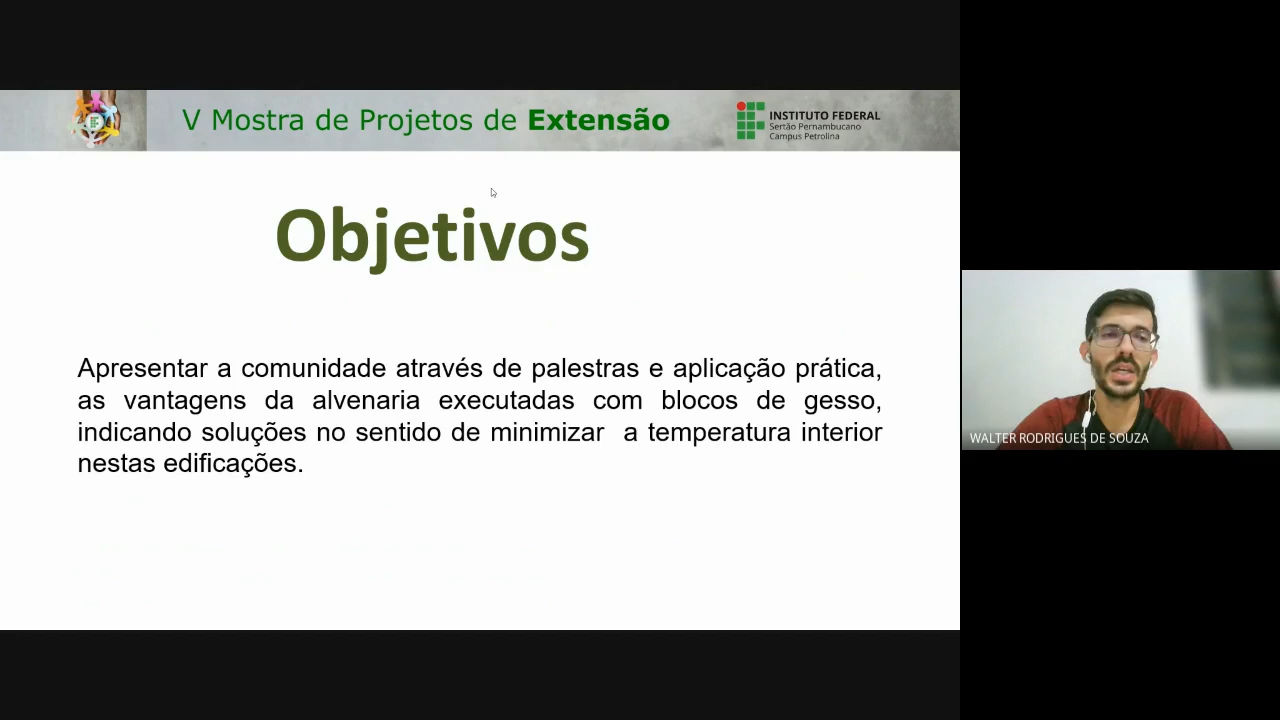 V Mostra de Projetos de Extensão
INSTITUTO FEDERAL
Sertão Pernambucano
Campus Petrolina
Objetivos
Apresentar a comunidade através de palestras e aplicação prática,
as vantagens da alvenaria executadas com blocos de gesso,
indicando soluções no sentido de minimizar a temperatura interior
nestas edificações.
WALTER RODRIGUES DE SOUZA